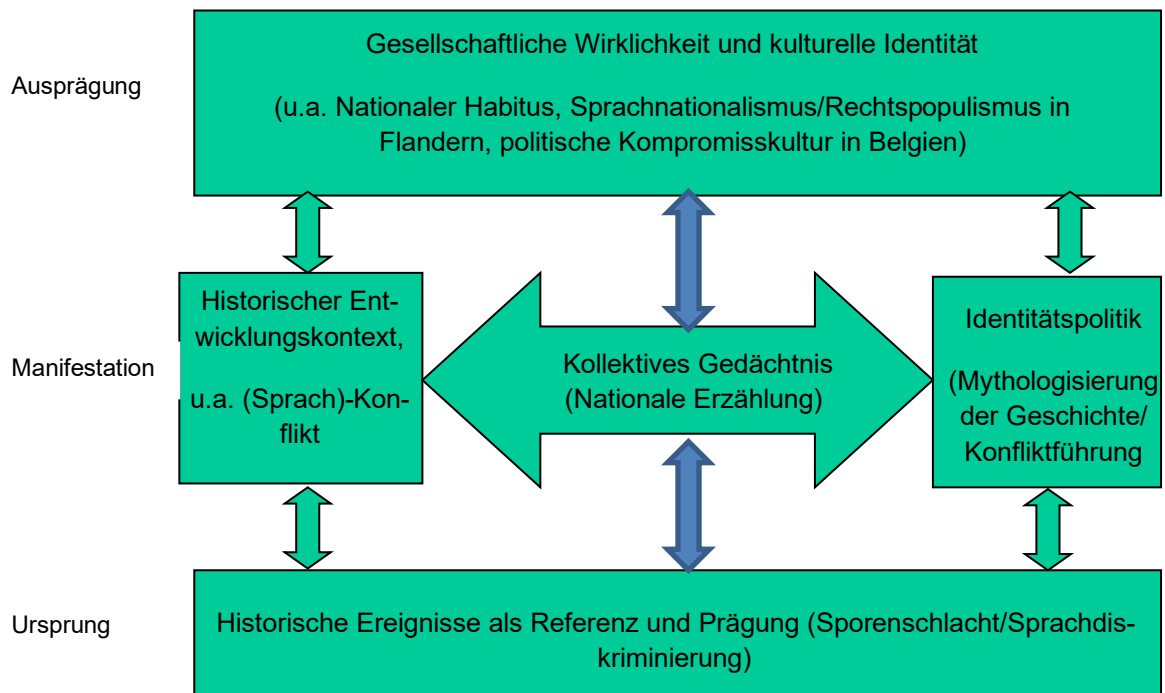 Gesellschaftliche Wirklichkeit und kulturelle Identität
Ausprägung
(u.a. Nationaler Habitus, Sprachnationalismus/Rechtspopulismus in
Flandern, politische Kompromisskultur in Belgien)
Historischer Ent-
wicklungskontext,
u.a. (Sprach)-Kon-
flikt
Manifestation
Kollektives Gedächtnis
(Nationale Erzählung)
Identitätspolitik
(Mythologisierung
der Geschichte/
Konfliktführung
Ursprung
Historische Ereignisse als Referenz und Prägung (Sporenschlacht/Sprachdis-
kriminierung)